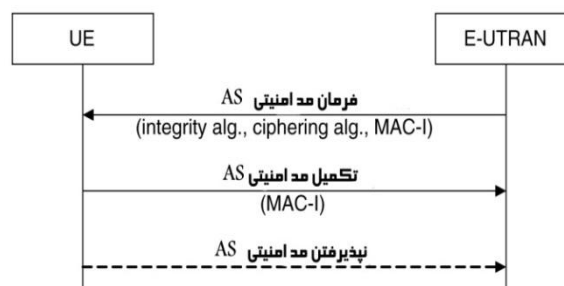 UE
E-UTRAN
فرمان مد امنیتی AS
(integrity alg., ciphering alg., MAC-I)
تکمیل مد امنیتی AS
(MAC-I)
نپذیرفتن مد امنیتی AS